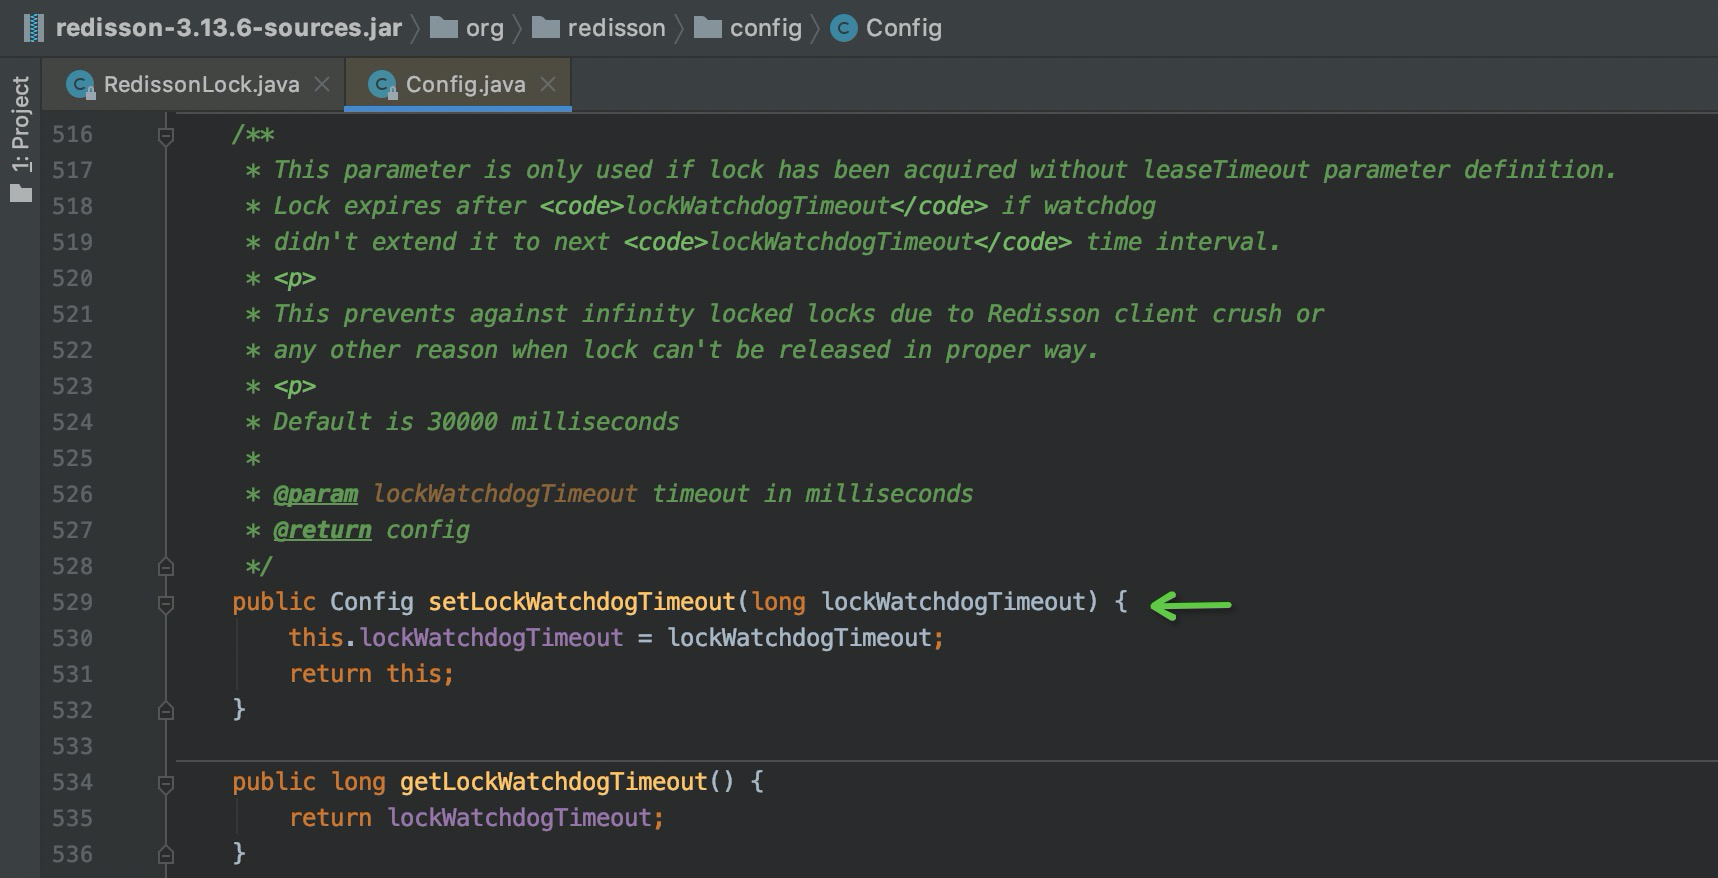 redisson-3.13.6-sources.jar org redisson config C Config
1: Project
C RedissonLock.java C Config.java
516 /**
517 * This parameter is only used if lock has been acquired without leaseTimeout parameter definition.
518 * Lock expires after <code>lockWatchdogTimeout</code> if watchdog
519 * didn't extend it to next <code>lockWatchdogTimeout</code> time interval.
520 * <p>
521 * This prevents against infinity locked locks due to Redisson client crush or
522 * any other reason when lock can't be released in proper way.
523 * <p>
524 * Default is 30000 milliseconds
525 *
526 * @param lockWatchdogTimeout timeout in milliseconds
527 * @return config
528 */
529 public Config setLockWatchdogTimeout(long lockWatchdogTimeout) {
530 this.lockWatchdogTimeout = lockWatchdogTimeout;
531 return this;
532 }
533
534 public long getLockWatchdogTimeout() {
535 return lockWatchdogTimeout;
536 }